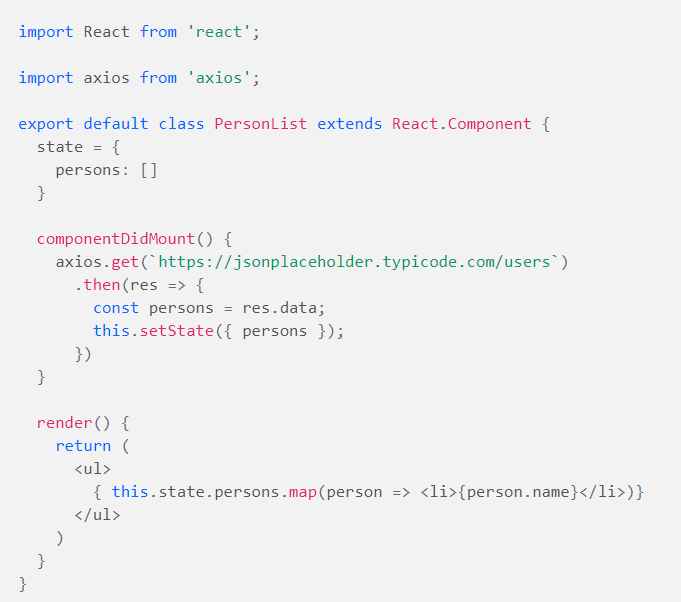 import React from 'react';

import axios from 'axios';

export default class PersonList extends React.Component {
  state = {
    persons: []
  }

  componentDidMount() {
    axios.get(`https://jsonplaceholder.typicode.com/users`)
      .then(res => {
        const persons = res.data;
        this.setState({ persons });
      })
  }

  render() {
    return (
      <ul>
        { this.state.persons.map(person => <li>{person.name}</li>)}
      </ul>
    )
  }
}